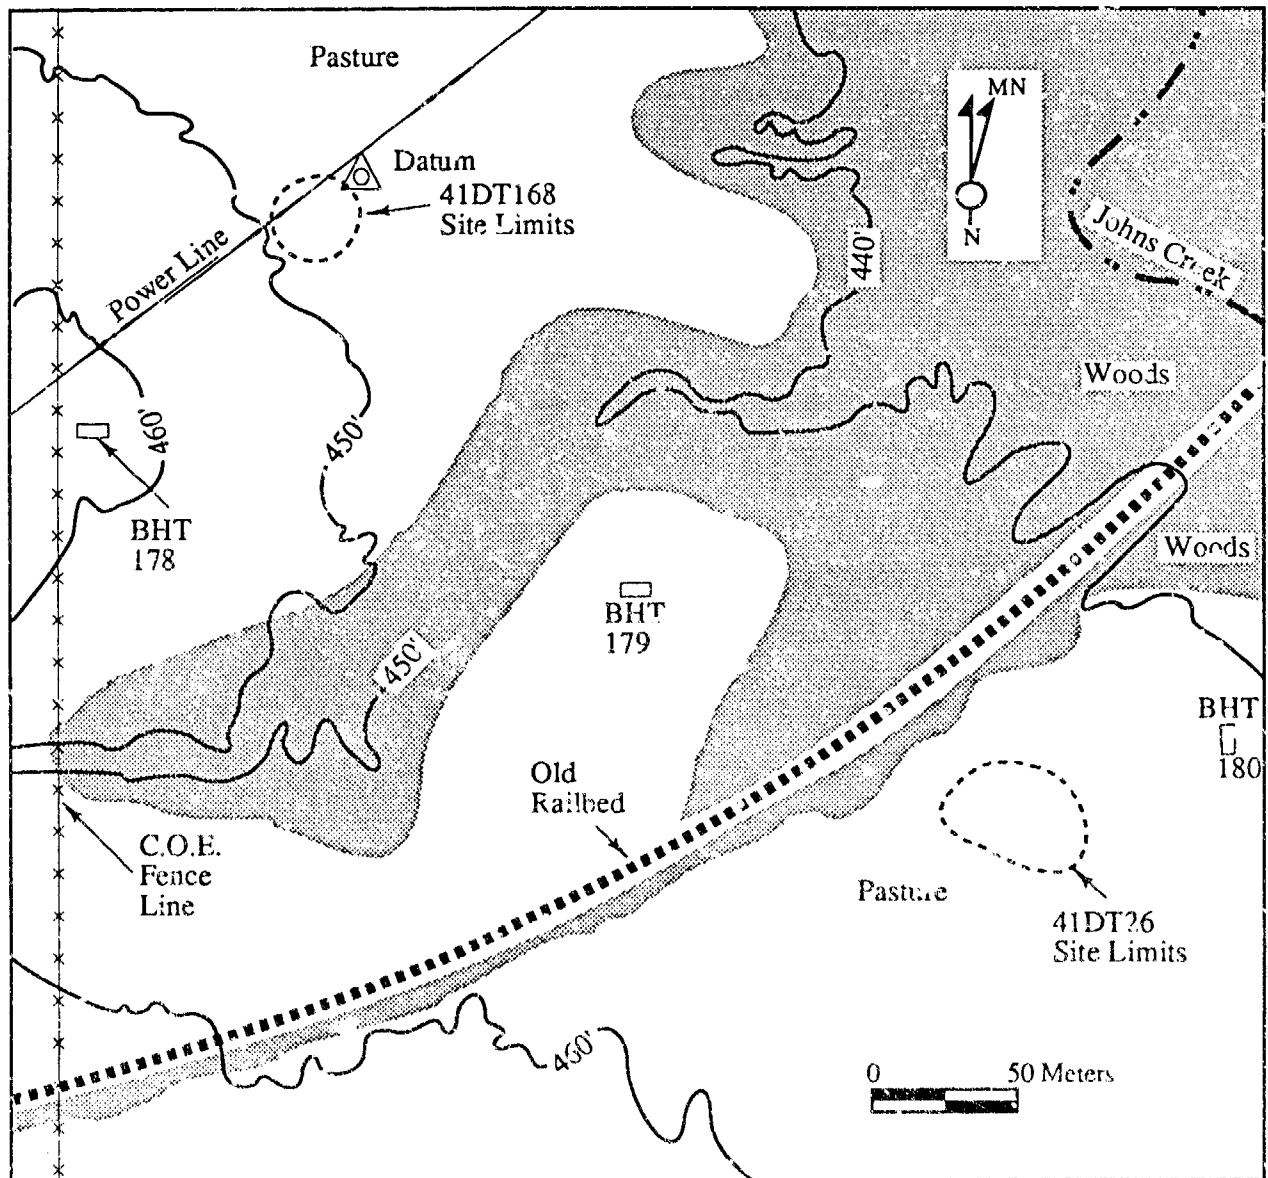 Pasture
MN
N
Datum
41DT168
Site Limits
Johns Creek
Power Line
440'
Woods
460'
450'
BHT
178
Woods
BHT
179
450'
BHT
180
Old
Railbed
C.O.E.
Fence
Line
Pasture
41DT26
Site Limits
460'
0 50 Meters